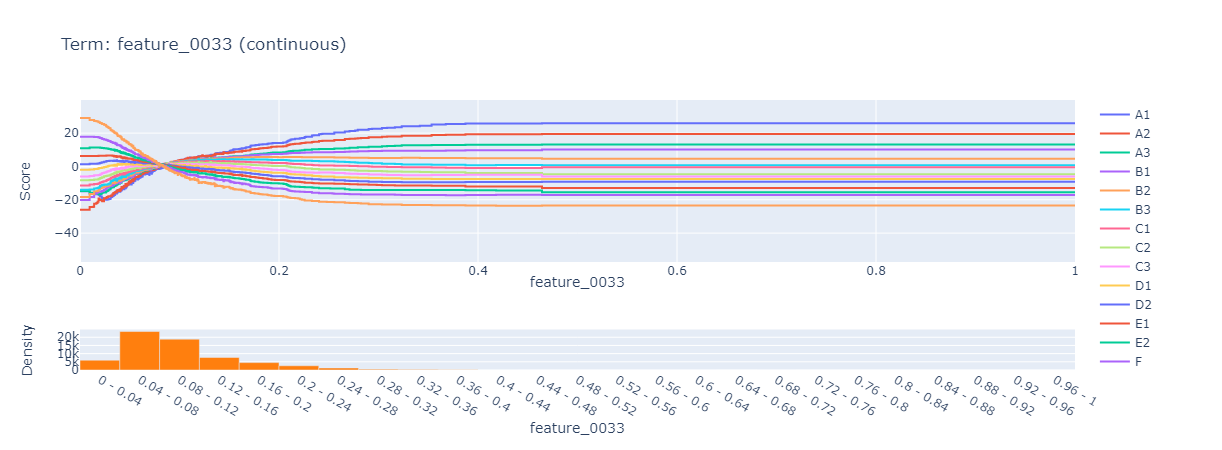 Term: feature_0033 (continuous)
Score
20
0
−20
−40
0
0.2
0.4
0.6
0.8
1
feature_0033
A1
A2
A3
B1
B2
B3
C1
C2
C3
D1
D2
E1
E2
F
Density
20k
15k
10k
5k
0
0 - 0.04
0.04 - 0.08
0.08 - 0.12
0.12 - 0.16
0.16 - 0.2
0.2 - 0.24
0.24 - 0.28
0.28 - 0.32
0.32 - 0.36
0.36 - 0.4
0.4 - 0.44
0.44 - 0.48
0.48 - 0.52
0.52 - 0.56
0.56 - 0.6
0.6 - 0.64
0.64 - 0.68
0.68 - 0.72
0.72 - 0.76
0.76 - 0.8
0.8 - 0.84
0.84 - 0.88
0.88 - 0.92
0.92 - 0.96
0.96 - 1
feature_0033